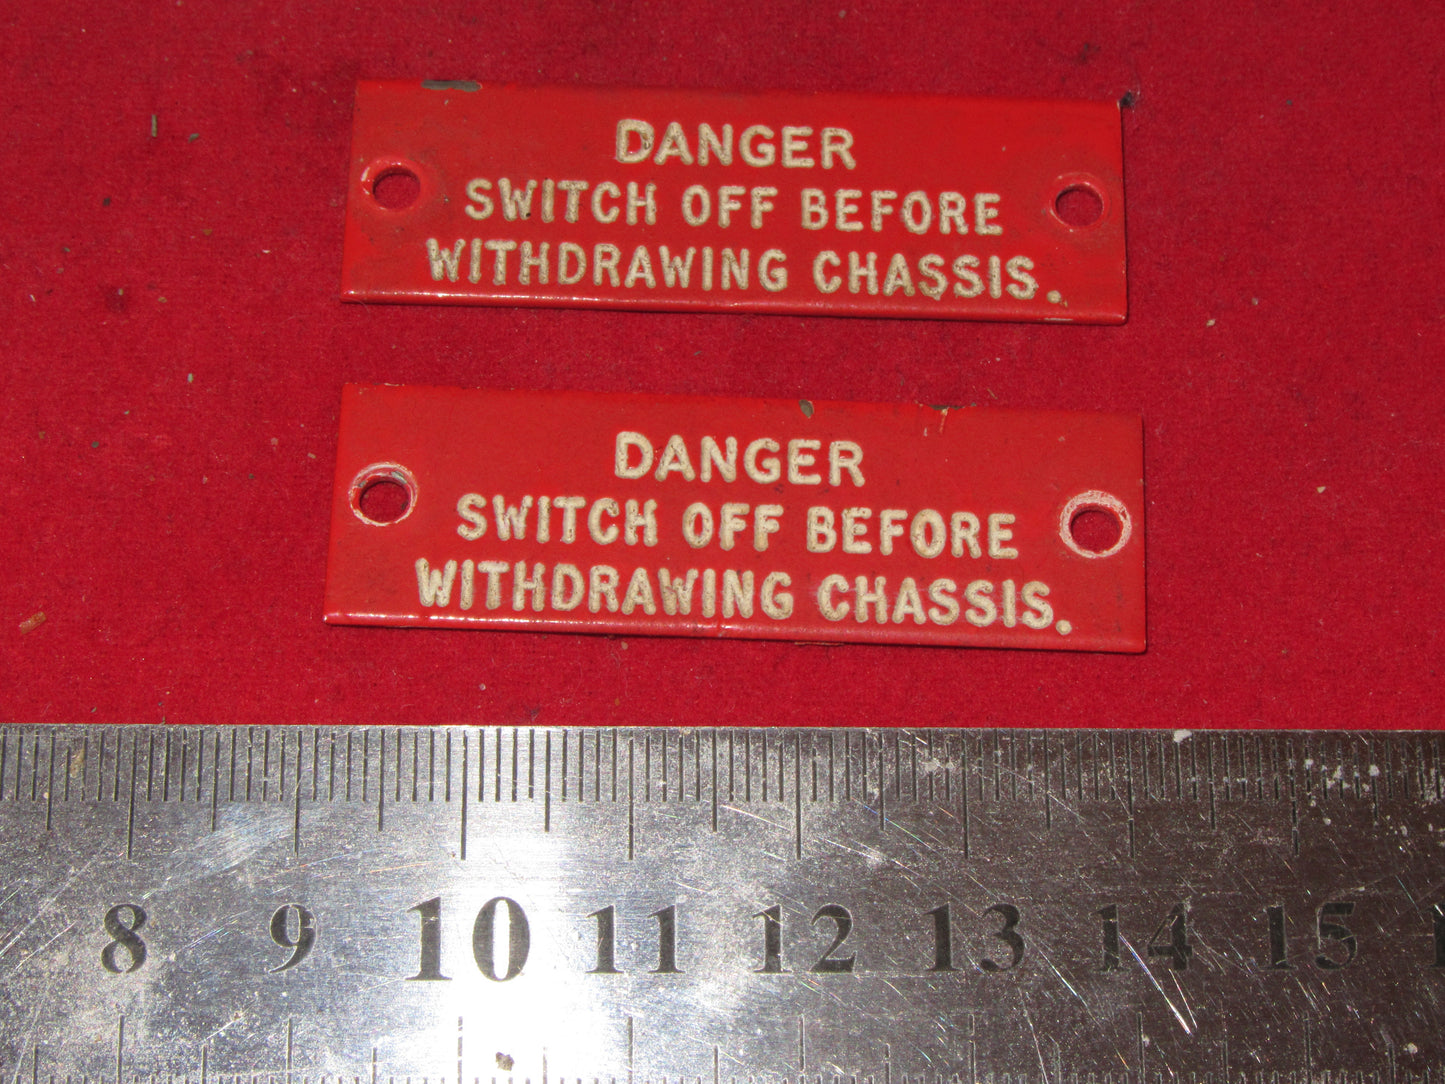 DANGER
SWITCH OFF BEFORE
WITHDRAWING CHASSIS.
DANGER
SWITCH OFF BEFORE
WITHDRAWING CHASSIS.
8 9 10 11 12 13 14 15